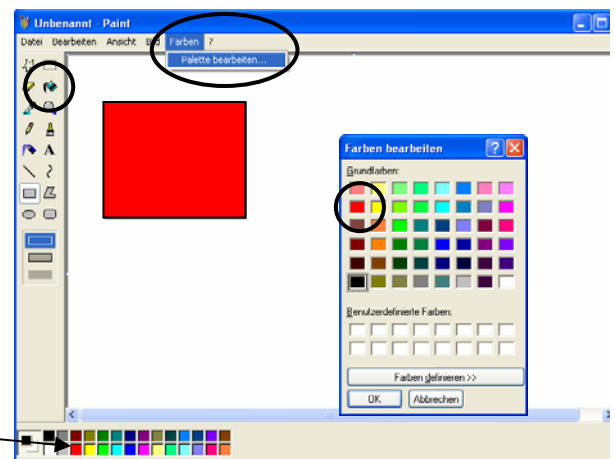 Unbenannt - Paint
Datei Bearbeiten Ansicht Bild Farben ?
Palette bearbeiten...
A
Farben bearbeiten
Grundfarben:
Benutzerdefinierte Farben:
Farben definieren >>
OK Abbrechen